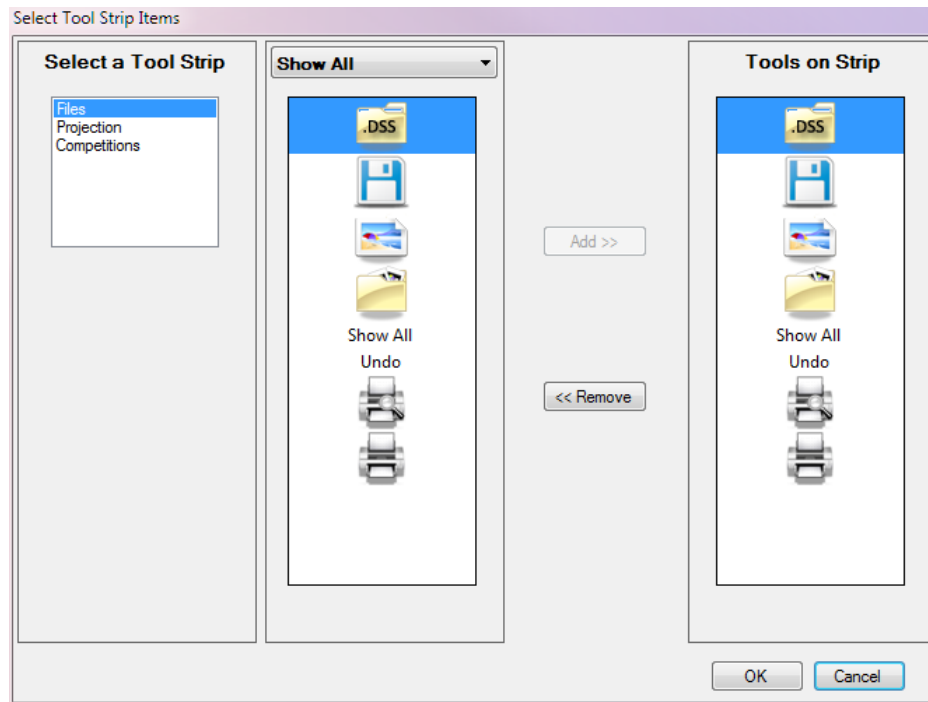 Select Tool Strip Items
Select a Tool Strip
Files
Projection
Competitions
Show All
.DSS
Show All
Undo
Add >>
<< Remove
Tools on Strip
.DSS
Show All
Undo
OK
Cancel